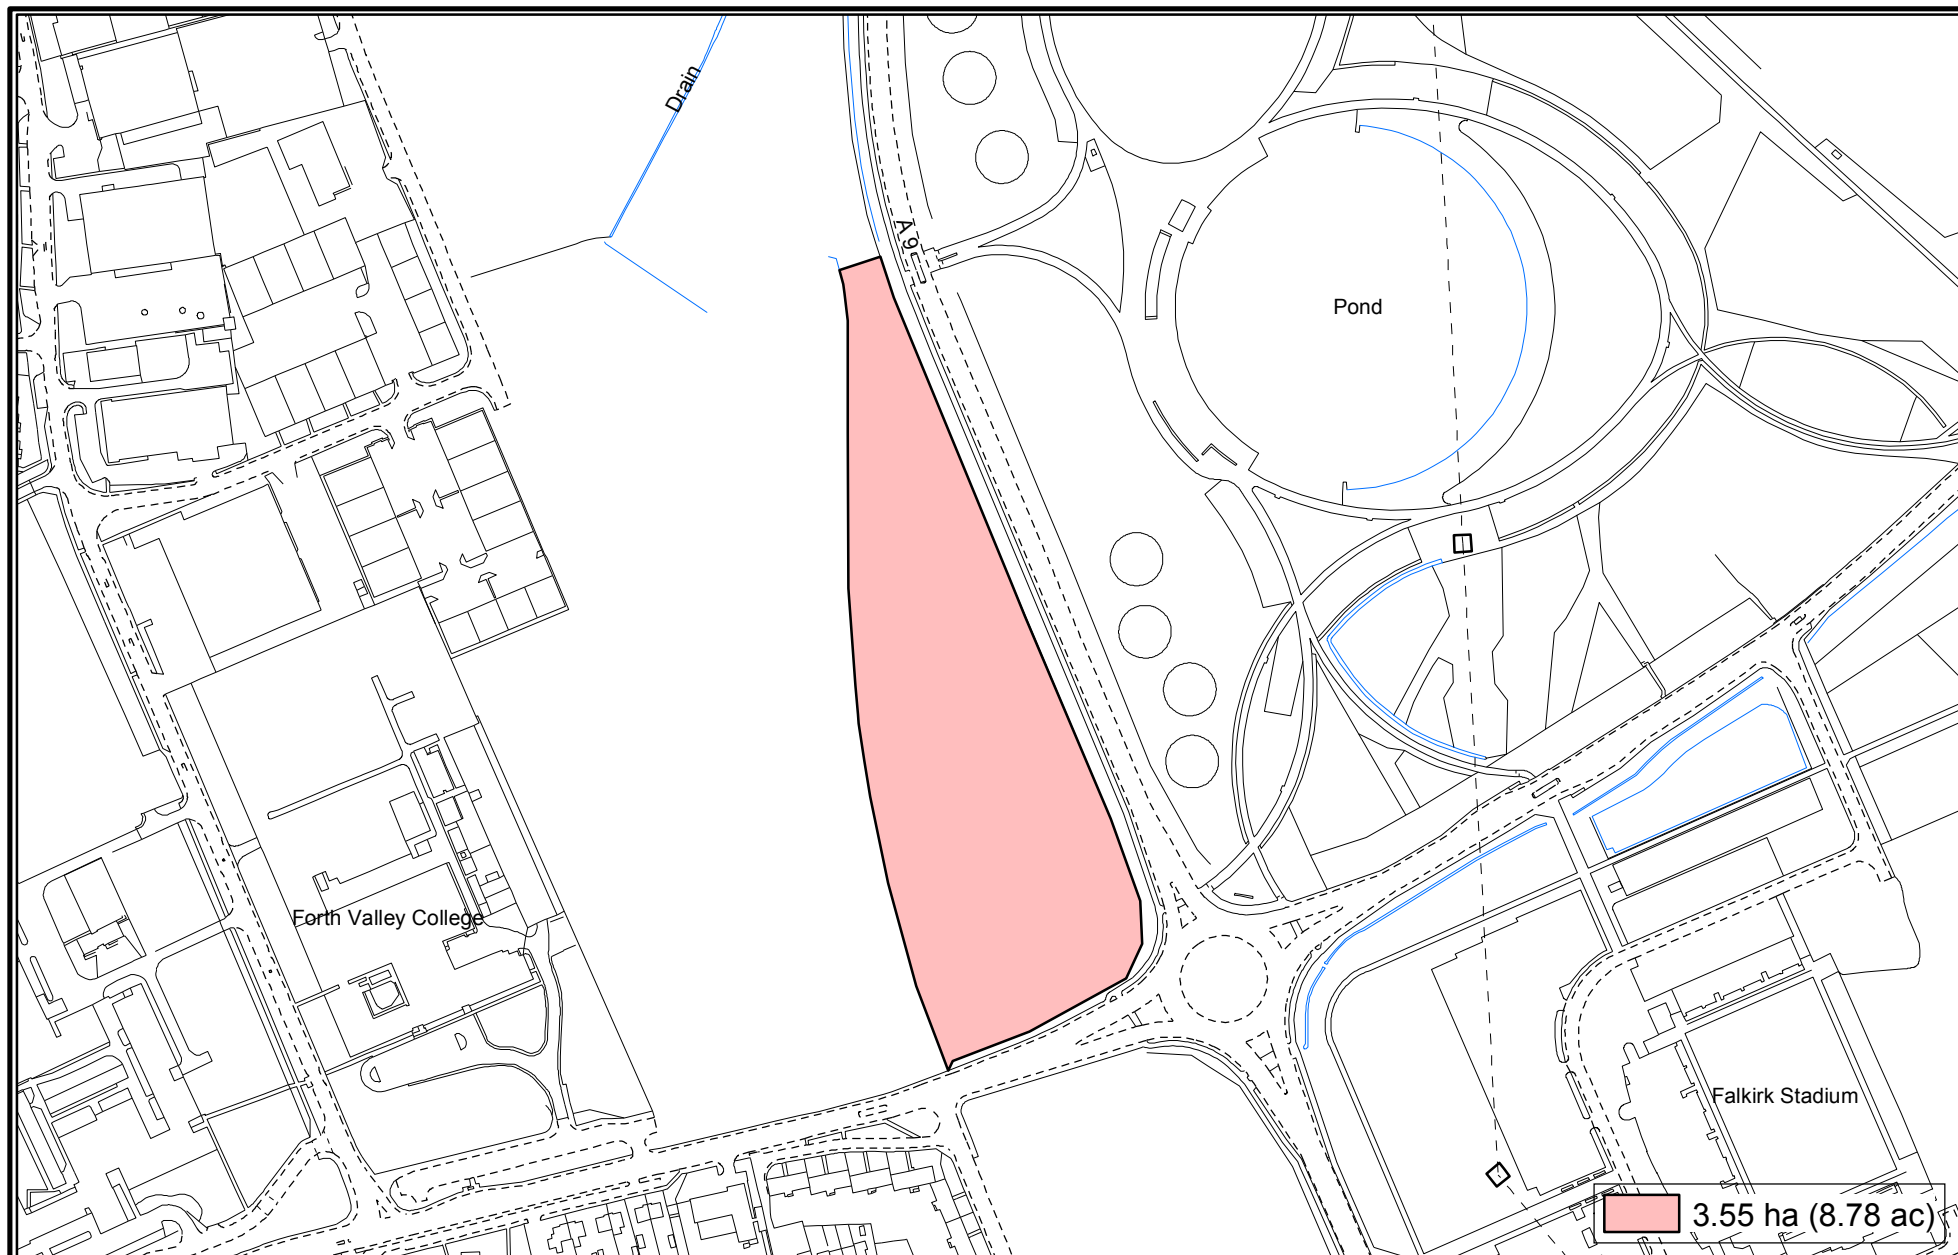 Drain
A 9
Pond
Forth Valley College
Falkirk Stadium
3.55 ha (8.78 ac)